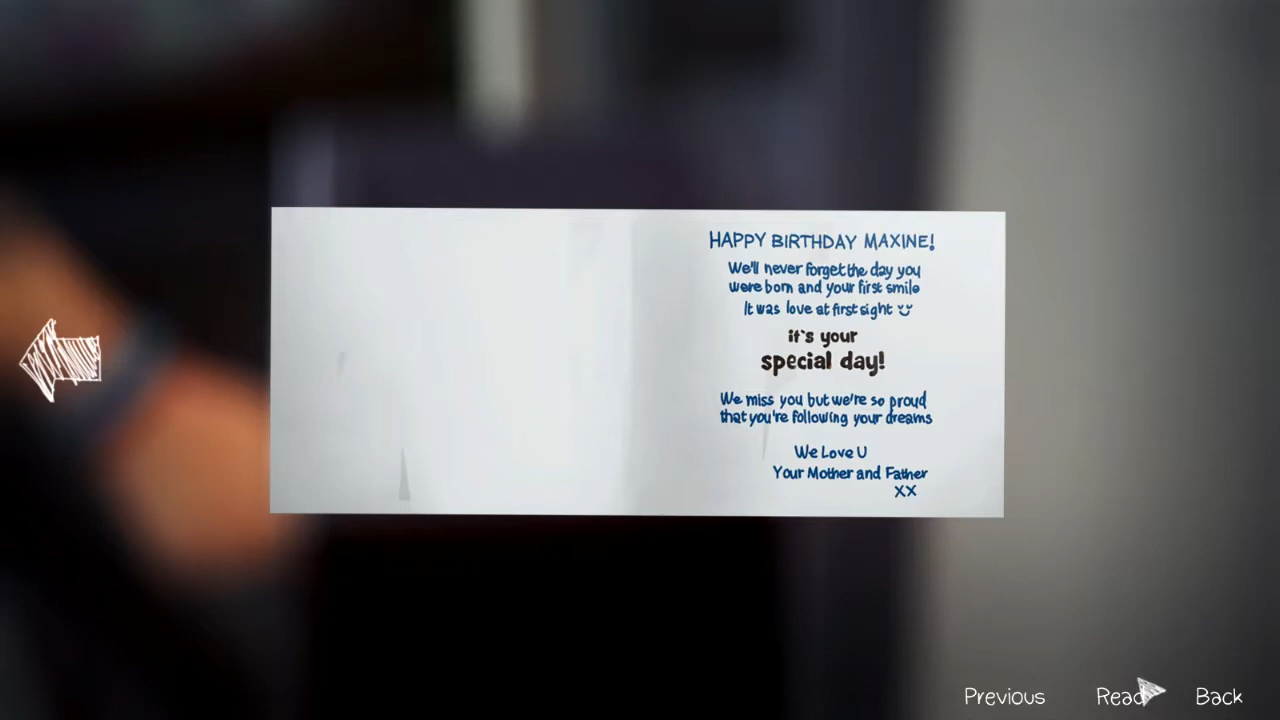 HAPPY BIRTHDAY MAXINE!
We'll never forget the day you
were born and your first smile
It was love at first sight
it's your
special day!
We miss you but we're so proud
that you're following your dreams
We Love U
Your Mother and Father
XX
Previous
Read
Back